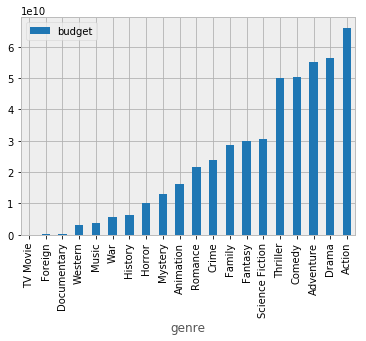 1e10
budget
6
5
4
3
2
1
0
TV Movie
Foreign
Documentary
Western
Music
War
History
Horror
Mystery
Animation
Romance
Crime
Family
Fantasy
Science Fiction
Thriller
Comedy
Adventure
Drama
Action
genre